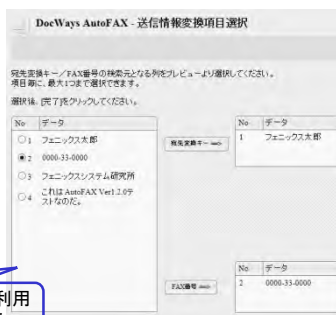 DocWays AutoFAX - 送信情報変換項目選択
宛先変換キー/FAX番号の検索元となる列をプレビューより選択してください。
項目毎に、最大1つまで選択できます。
選択後、[完了]をクリックしてください。
No データ
1 フェニックス太郎
2 0000-33-0000
3 フェニックスシステム研究所
4 これは AutoFAX Ver1.2.0テ
ストなのだ。
宛先変換キー ==>
No データ
1 フェニックス太郎
利用
FAX番号 ==>
No データ
2 0000-33-0000